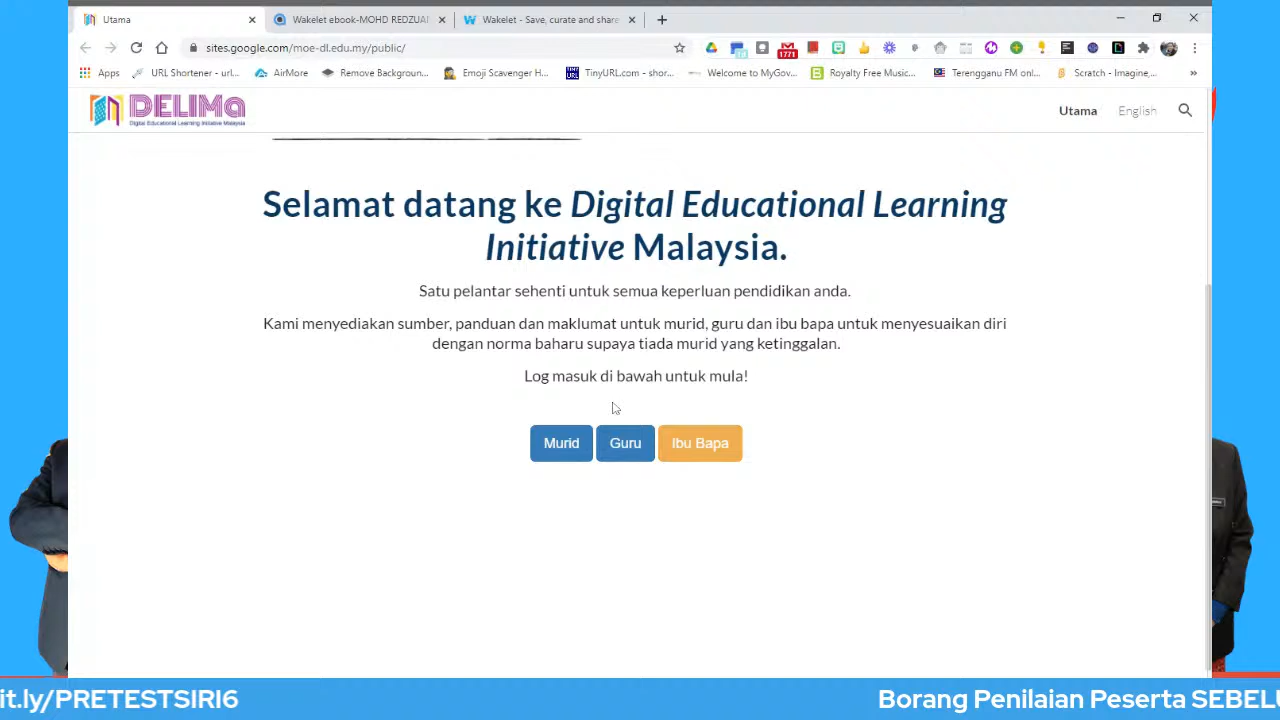 Utama
Wakelet ebook-MOHD REDZUAN
Wakelet - Save, curate and share
sites.google.com/moe-dl.edu.my/public/
1771
Apps
URL Shortener - url...
AirMore
Remove Backgroun...
Emoji Scavenger H...
TinyURL.com - shor...
Welcome to MyGov...
Royalty Free Music...
Terengganu FM onl...
Scratch - Imagine,...
»
DELIMa
Digital Educational Learning Initiative Malaysia
Utama
English
Selamat datang ke Digital Educational Learning
Initiative Malaysia.
Satu pelantar sehenti untuk semua keperluan pendidikan anda.
Kami menyediakan sumber, panduan dan maklumat untuk murid, guru dan ibu bapa untuk menyesuaikan diri
dengan norma baharu supaya tiada murid yang ketinggalan.
Log masuk di bawah untuk mula!
Murid
Guru
Ibu Bapa
it.ly/PRETESTSIRI6
Borang Penilaian Peserta SEBELU